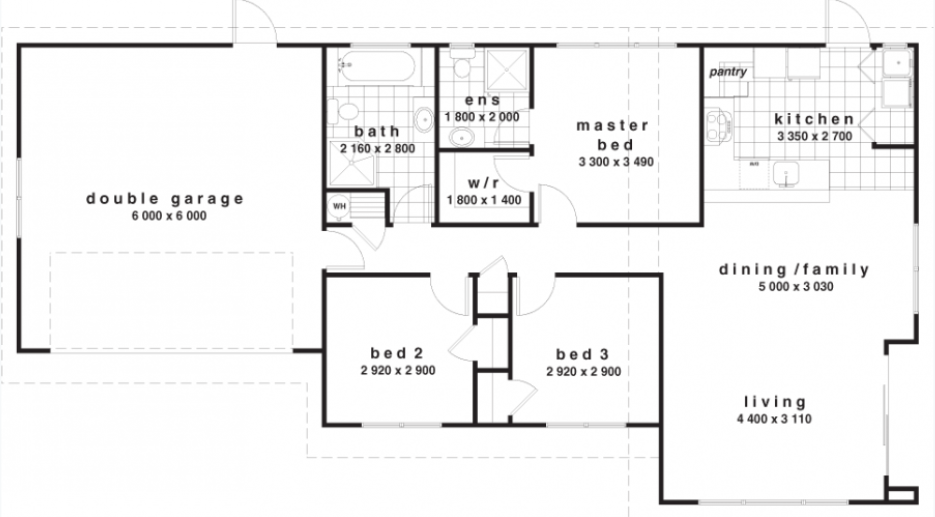 pantry
ens
1 800 x 2 000
bath
2 160 x 2 800
master
bed
3 300 x 3 490
kitchen
3 350 x 2 700
w/r
1 800 x 1 400
double garage
6 000 x 6 000
WH
dining/family
5 000 x 3 030
bed 2
2 920 x 2 900
bed 3
2 920 x 2 900
living
4 400 x 3 110